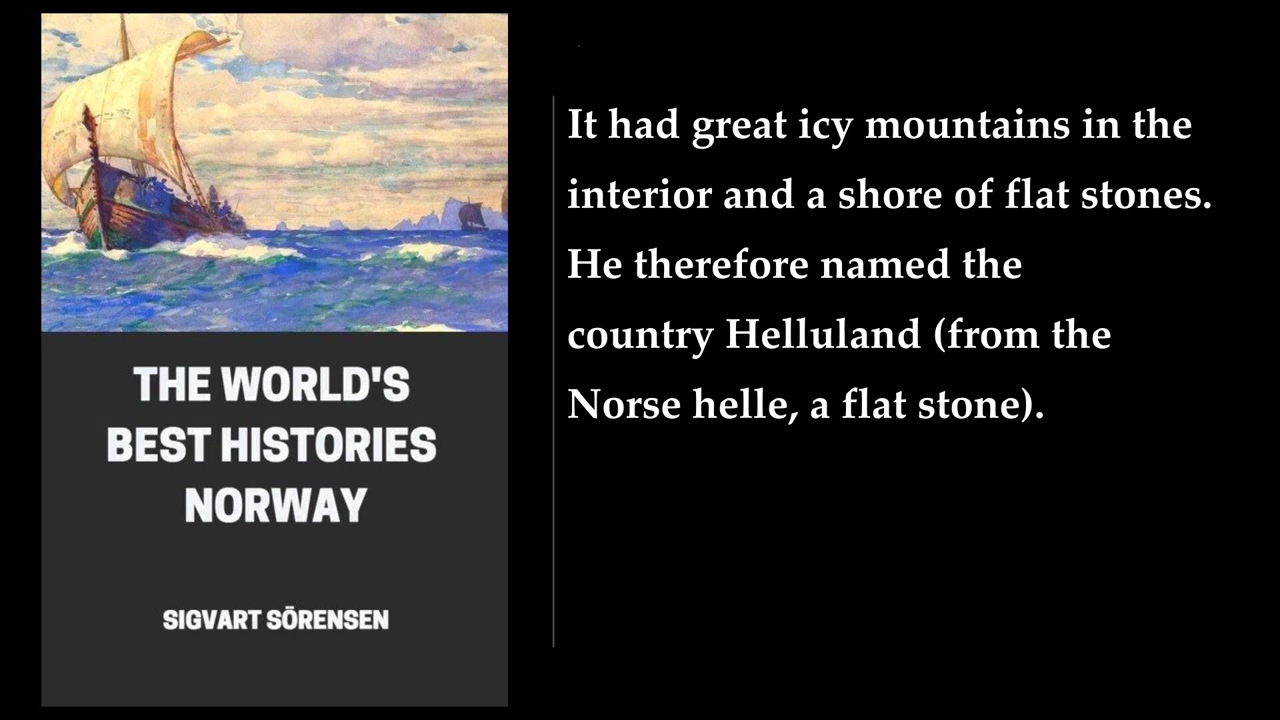 THE WORLD'S
BEST HISTORIES
NORWAY
SIGVART SÖRENSEN
It had great icy mountains in the
interior and a shore of flat stones.
He therefore named the
country Helluland (from the
Norse helle, a flat stone).